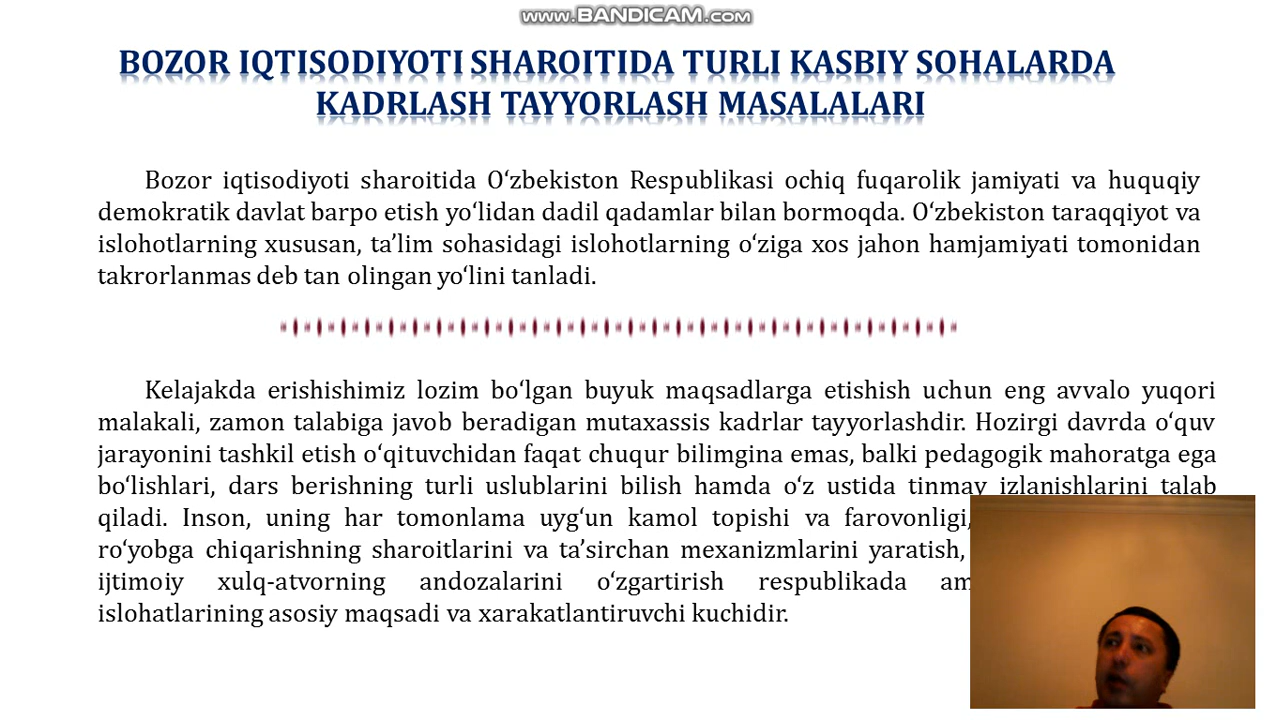 www.BANDICAM.com
BOZOR IQTISODIYOTI SHAROITIDA TURLI KASBIY SOHALARDA
KADRLASH TAYYORLASH MASALALARI
Bozor iqtisodiyoti sharoitida O‘zbekiston Respublikasi ochiq fuqarolik jamiyati va huquqiy
demokratik davlat barpo etish yo‘lidan dadil qadamlar bilan bormoqda. O‘zbekiston taraqqiyot va
islohotlarning xususan, ta’lim sohasidagi islohotlarning o‘ziga xos jahon hamjamiyati tomonidan
takrorlanmas deb tan olingan yo‘lini tanladi.
Kelajakda erishishimiz lozim bo‘lgan buyuk maqsadlarga etishish uchun eng avvalo yuqori
malakali, zamon talabiga javob beradigan mutaxassis kadrlar tayyorlashdir. Hozirgi davrda o‘quv
jarayonini tashkil etish o‘qituvchidan faqat chuqur bilimgina emas, balki pedagogik mahoratga ega
bo‘lishlari, dars berishning turli uslublarini bilish hamda o‘z ustida tinmay izlanishlarini talab
qiladi. Inson, uning har tomonlama uyg‘un kamol topishi va farovonligi,
ro‘yobga chiqarishning sharoitlarini va ta’sirchan mexanizmlarini yaratish,
ijtimoiy xulq-atvorning andozalarini o‘zgartirish respublikada
islohatlarining asosiy maqsadi va xarakatlantiruvchi kuchidir.